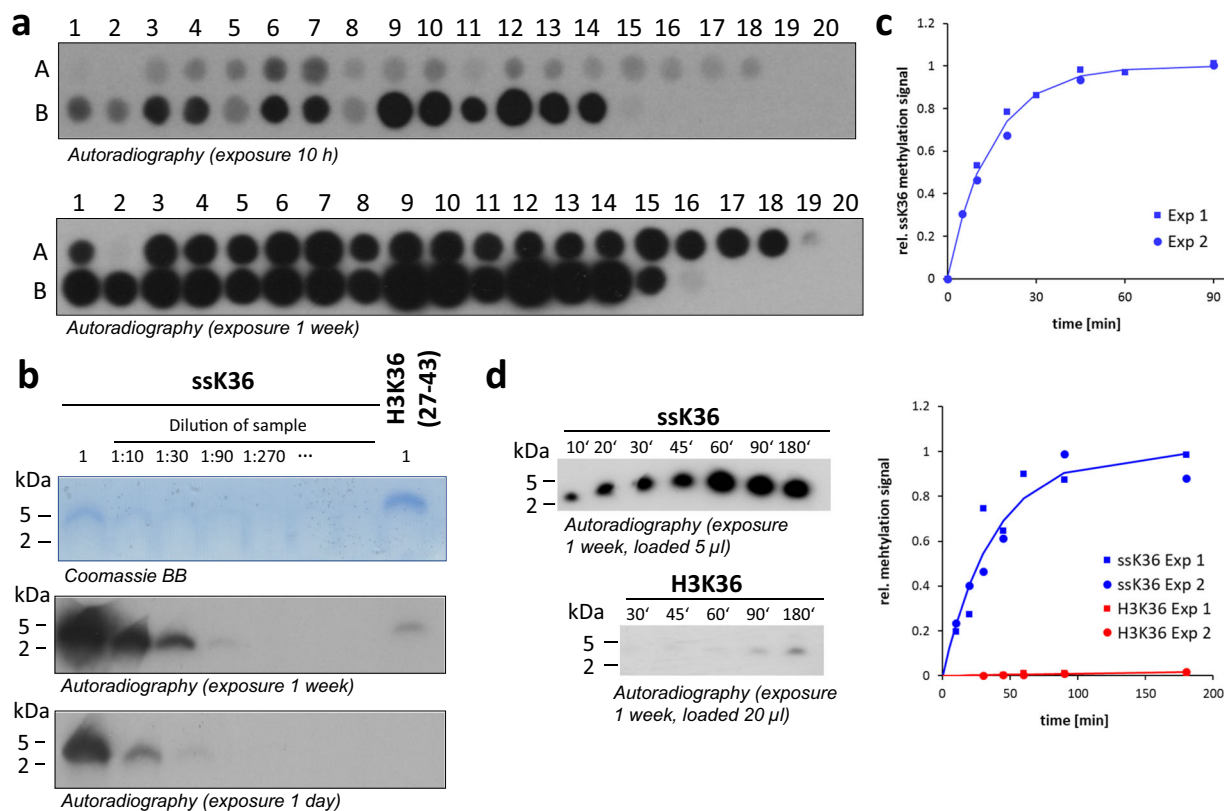 a
1 2 3 4 5 6 7 8 9 10 11 12 13 14 15 16 17 18 19 20
A
B
Autoradiography (exposure 10 h)
1 2 3 4 5 6 7 8 9 10 11 12 13 14 15 16 17 18 19 20
A
B
Autoradiography (exposure 1 week)
b
ssK36
H3K36
(27-43)
Dilution of sample
1 1:10 1:30 1:90 1:270 ... 1
kDa
5
2
Coomassie BB
kDa
5
2
Autoradiography (exposure 1 week)
kDa
5
2
Autoradiography (exposure 1 day)
c
rel. ssK36 methylation signal
1.2
1
0.8
0.6
0.4
0.2
0
Exp 1
Exp 2
0 30 60 90
time [min]
d
ssK36
10‘ 20‘ 30‘ 45‘ 60‘ 90‘ 180‘
kDa
5
2
Autoradiography (exposure
1 week, loaded 5 µl)
H3K36
kDa
30‘ 45‘ 60‘ 90‘ 180‘
5
2
Autoradiography (exposure
1 week, loaded 20 µl)
rel. mehtylation signal
1.2
1
0.8
0.6
0.4
0.2
0
ssK36 Exp 1
ssK36 Exp 2
H3K36 Exp 1
H3K36 Exp 2
0 50 100 150 200
time [min]